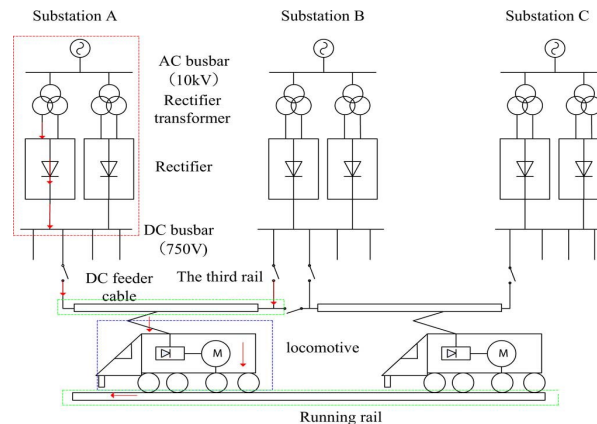 Substation A
Substation B
Substation C
AC busbar
（10kV）
Rectifier
transformer
Rectifier
DC busbar
（750V）
DC feeder
cable
The third rail
locomotive
M
M
Running rail